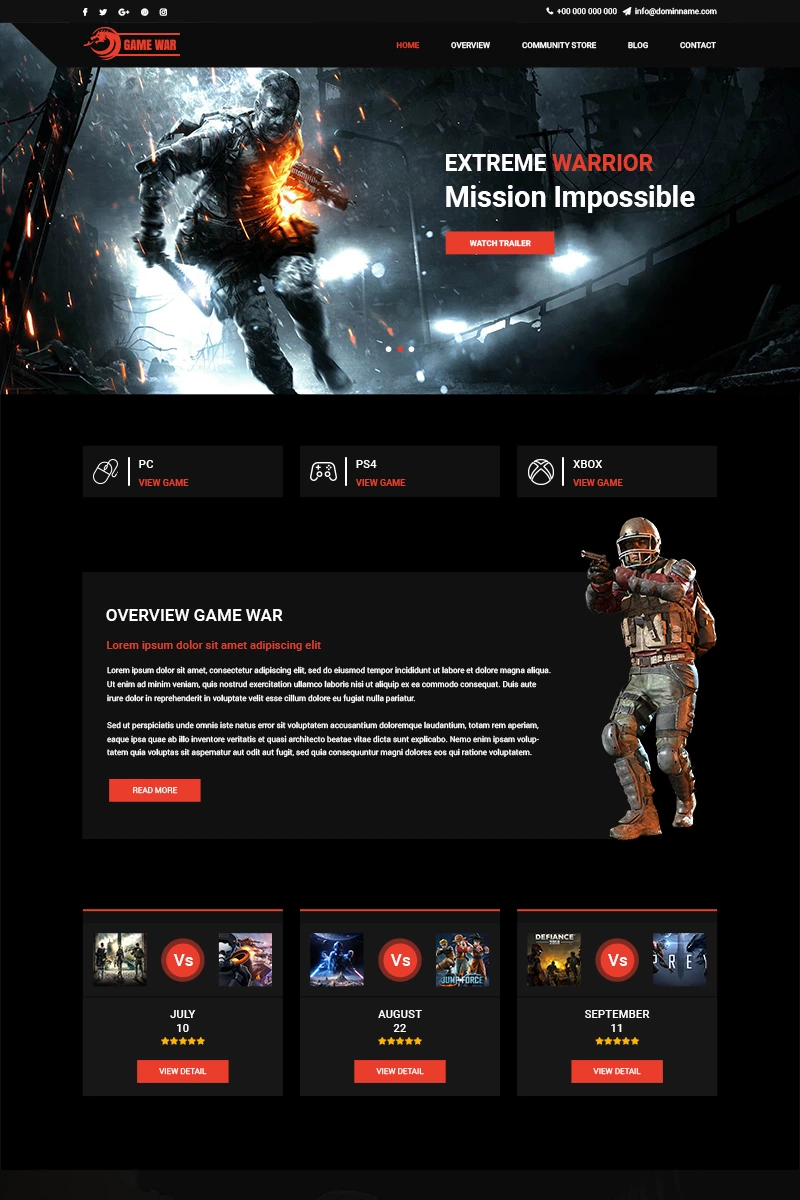 +00 000 000 000 info@dominname.com
GAME WAR
HOME OVERVIEW COMMUNITY STORE BLOG CONTACT
EXTREME WARRIOR
Mission Impossible
WATCH TRAILER
PC
VIEW GAME
PS4
VIEW GAME
XBOX
VIEW GAME
OVERVIEW GAME WAR
Lorem ipsum dolor sit amet adipiscing elit
Lorem ipsum dolor sit amet, consectetur adipiscing elit, sed do eiusmod tempor incididunt ut labore et dolore magna aliqua.
Ut enim ad minim veniam, quis nostrud exercitation ullamco laboris nisi ut aliquip ex ea commodo consequat. Duis aute
irure dolor in reprehenderit in voluptate velit esse cillum dolore eu fugiat nulla pariatur.
Sed ut perspiciatis unde omnis iste natus error sit voluptatem accusantium doloremque laudantium, totam rem aperiam,
eaque ipsa quae ab illo inventore veritatis et quasi architecto beatae vitae dicta sunt explicabo. Nemo enim ipsam volup-
tatem quia voluptas sit aspernatur aut odit aut fugit, sed quia consequuntur magni dolores eos qui ratione voluptatem.
READ MORE
Vs
JULY
10
VIEW DETAIL
Vs
JUMP FORCE
AUGUST
22
VIEW DETAIL
DEFIANCE
Vs
PREY
SEPTEMBER
11
VIEW DETAIL